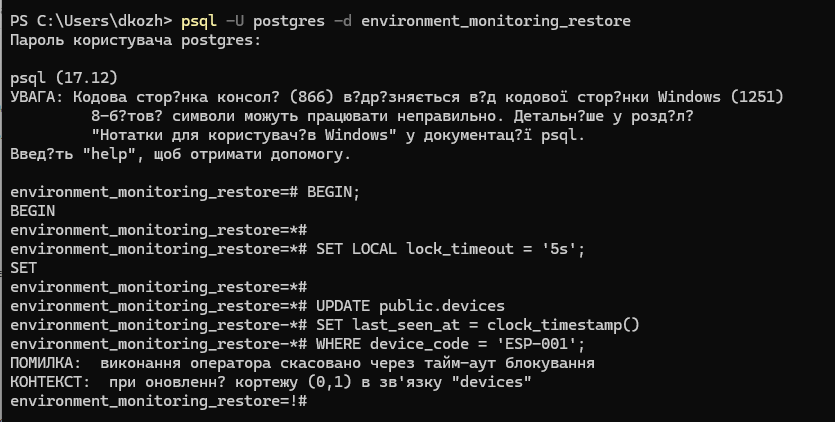 PS C:\Users\dkozh> psql -U postgres -d environment_monitoring_restore
Пароль користувача postgres:
psql (17.12)
УВАГА: Кодова стор?нка консол? (866) в?др?зняється в?д кодової стор?нки Windows (1251)
8-б?тов? символи можуть працювати неправильно. Детальн?ше у розд?л?
"Нотатки для користувач?в Windows" у документац?ї psql.
Введ?ть "help", щоб отримати допомогу.
environment_monitoring_restore=# BEGIN;
BEGIN
environment_monitoring_restore=*#
environment_monitoring_restore=*# SET LOCAL lock_timeout = '5s';
SET
environment_monitoring_restore=*#
environment_monitoring_restore=*# UPDATE public.devices
environment_monitoring_restore-*# SET last_seen_at = clock_timestamp()
environment_monitoring_restore-*# WHERE device_code = 'ESP-001';
ПОМИЛКА:  виконання оператора скасовано через тайм-аут блокування
КОНТЕКСТ:  при оновленн? кортежу (0,1) в зв'язку "devices"
environment_monitoring_restore=!#